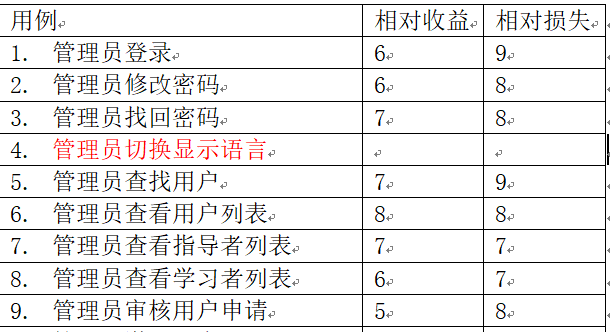 用例 相对收益 相对损失
1. 管理员登录 6 9
2. 管理员修改密码 6 8
3. 管理员找回密码 7 8
4. 管理员切换显示语言
5. 管理员查找用户 7 9
6. 管理员查看用户列表 8 8
7. 管理员查看指导者列表 7 7
8. 管理员查看学习者列表 6 7
9. 管理员审核用户申请 5 8